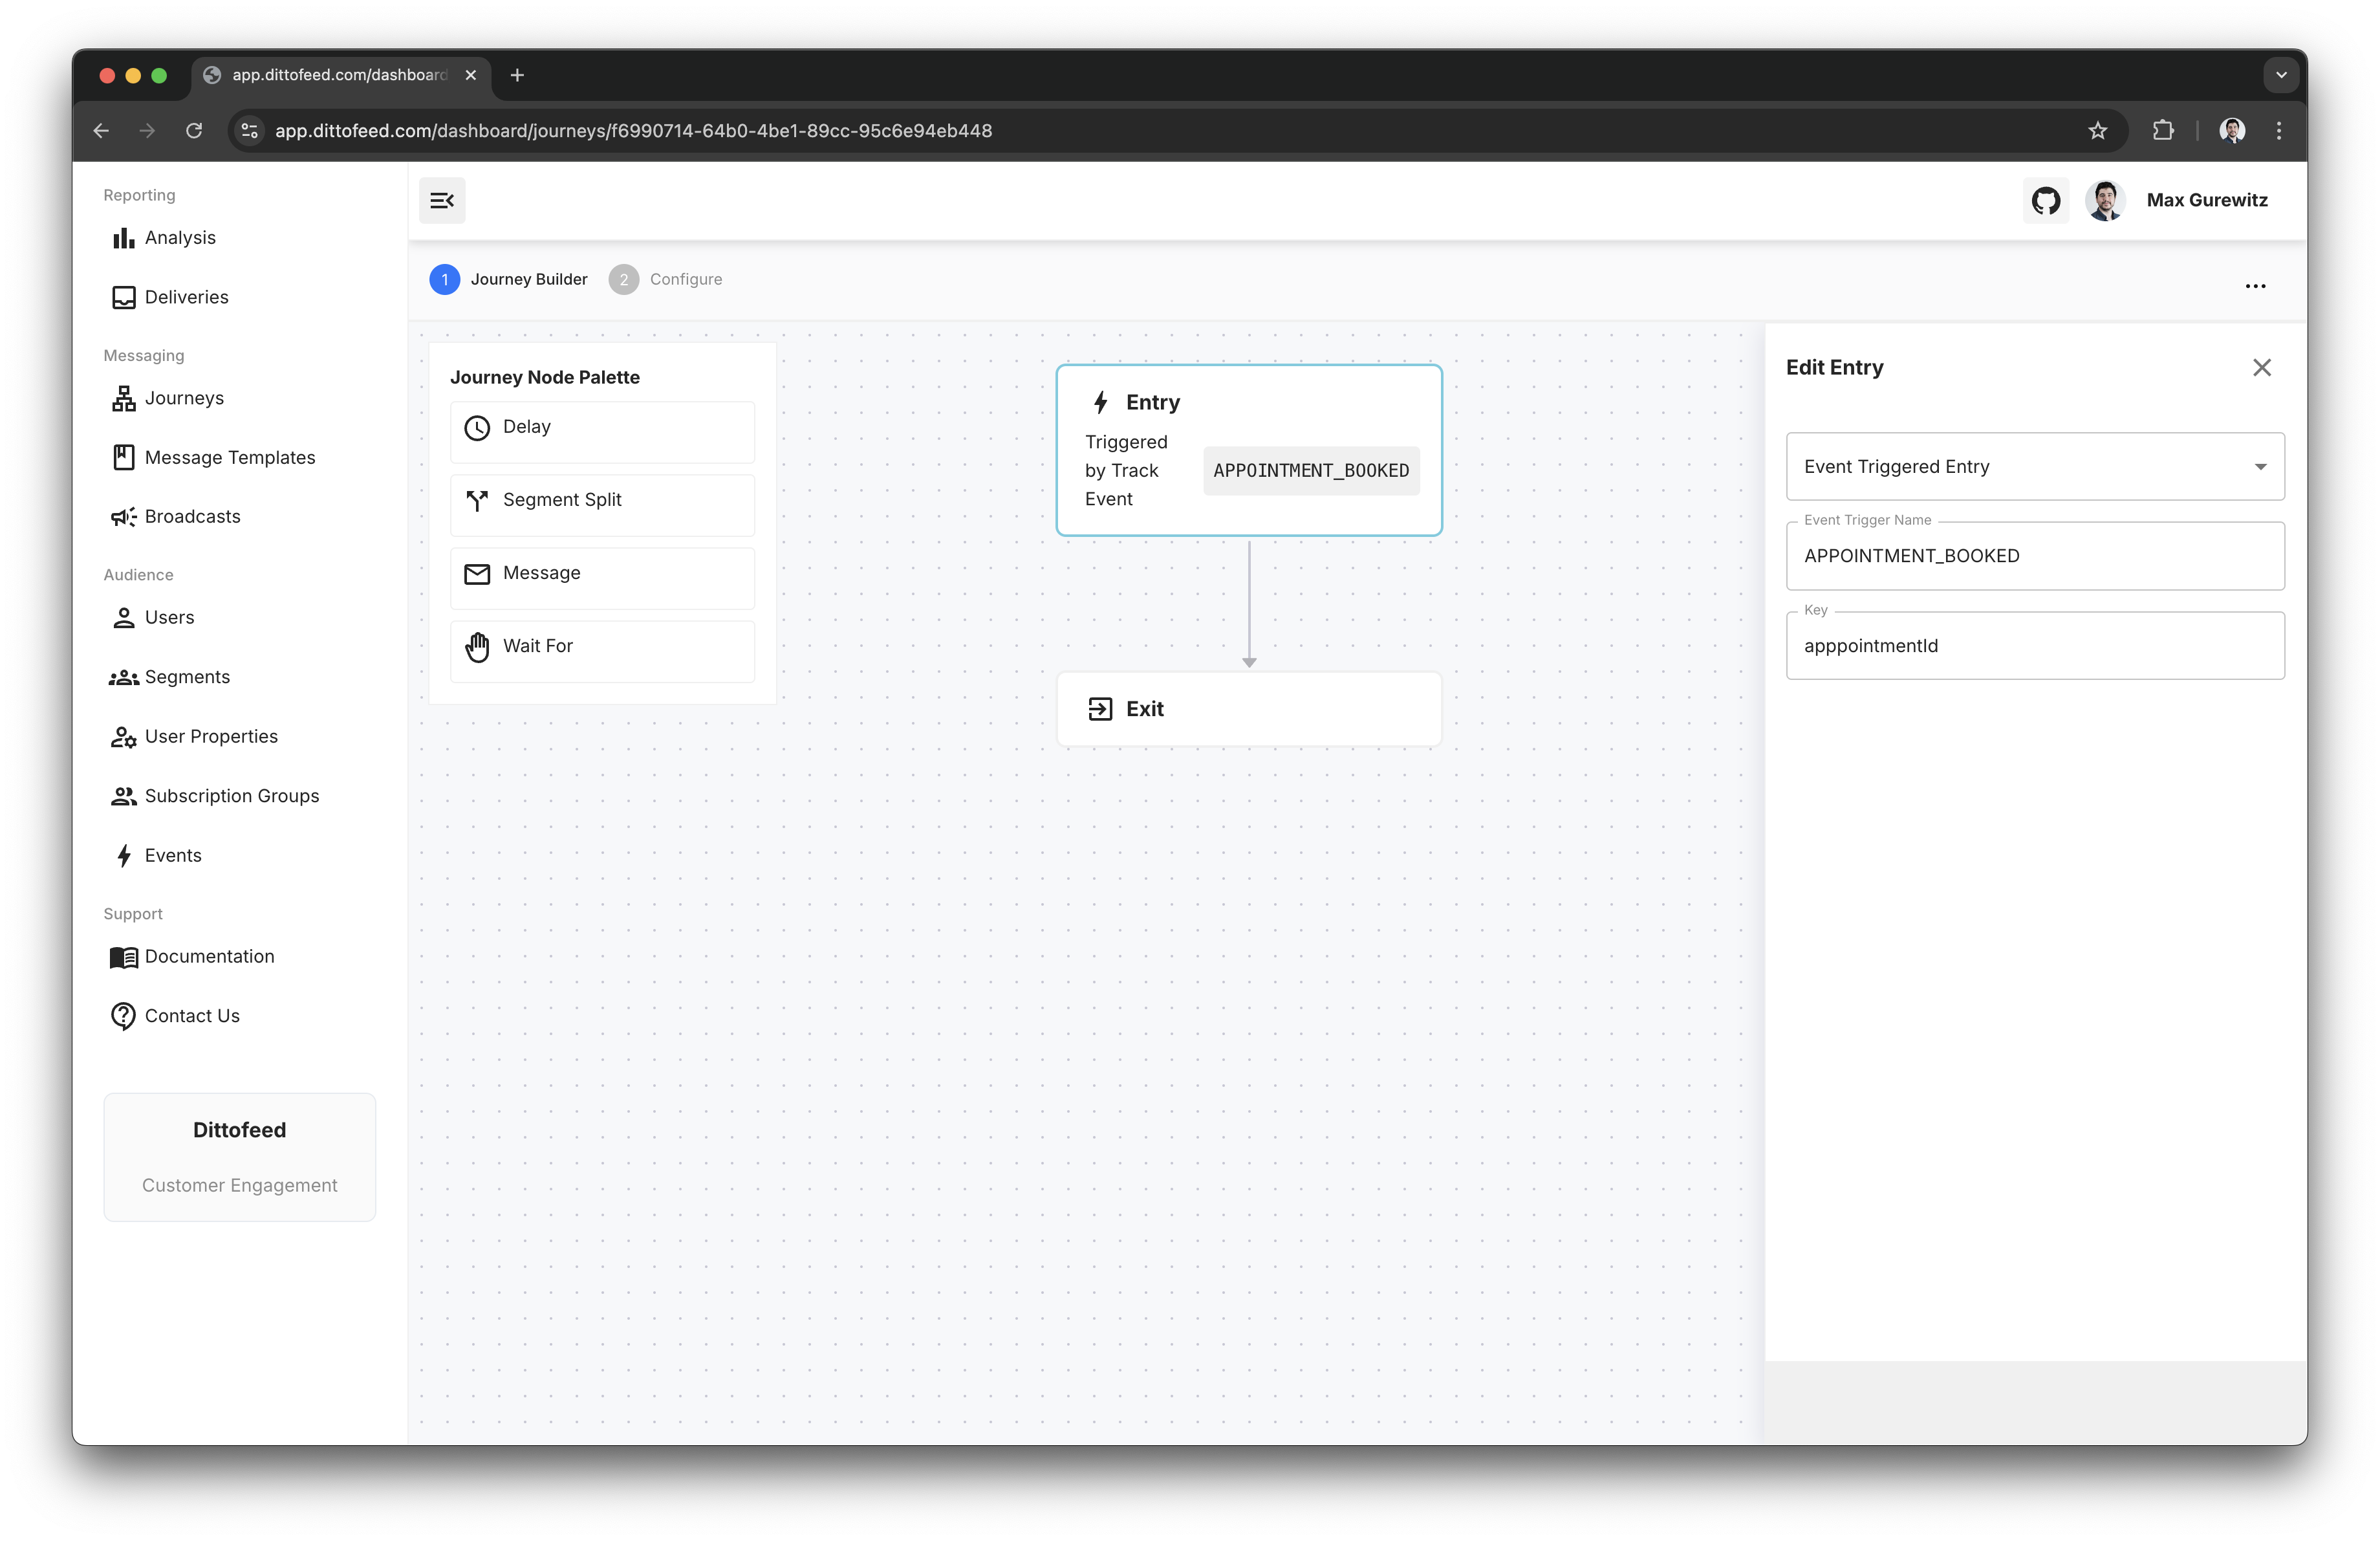 app.dittofeed.com/dashboard
app.dittofeed.com/dashboard/journeys/f6990714-64b0-4be1-89cc-95c6e94eb448
Reporting
Analysis
Deliveries
Messaging
Journeys
Message Templates
Broadcasts
Audience
Users
Segments
User Properties
Subscription Groups
Events
Support
Documentation
Contact Us
Dittofeed
Customer Engagement
Max Gurewitz
1 Journey Builder 2 Configure
Journey Node Palette
Delay
Segment Split
Message
Wait For
Entry
Triggered
by Track
Event
APPOINTMENT_BOOKED
Exit
Edit Entry
Event Triggered Entry
Event Trigger Name
APPOINTMENT_BOOKED
Key
apppointmentId